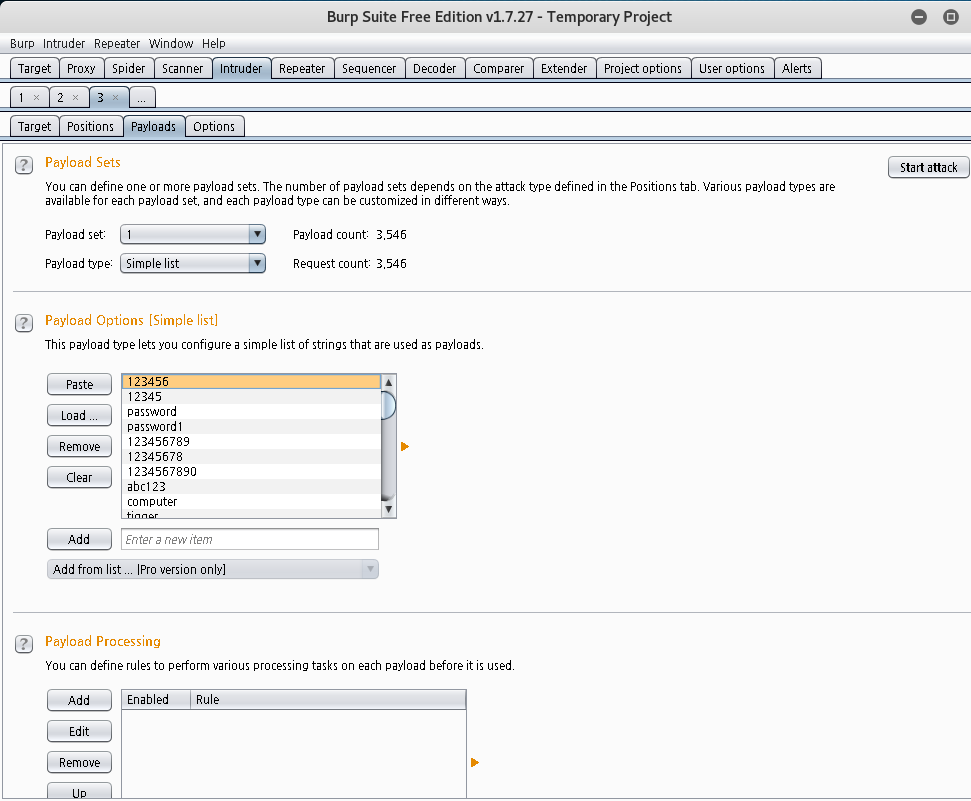 Burp Suite Free Edition v1.7.27 - Temporary Project
Burp Intruder Repeater Window Help
Target Proxy Spider Scanner Intruder Repeater Sequencer Decoder Comparer Extender Project options User options Alerts
1 × 2 × 3 × ...
Target Positions Payloads Options
? Payload Sets
Start attack
You can define one or more payload sets. The number of payload sets depends on the attack type defined in the Positions tab. Various payload types are
available for each payload set, and each payload type can be customized in different ways.
Payload set: 1 Payload count: 3,546
Payload type: Simple list Request count: 3,546
? Payload Options [Simple list]
This payload type lets you configure a simple list of strings that are used as payloads.
Paste
Load ...
Remove
Clear
123456
12345
password
password1
123456789
12345678
1234567890
abc123
computer
tigger
Add Enter a new item
Add from list ... [Pro version only]
? Payload Processing
You can define rules to perform various processing tasks on each payload before it is used.
Add
Edit
Remove
Up
Enabled Rule